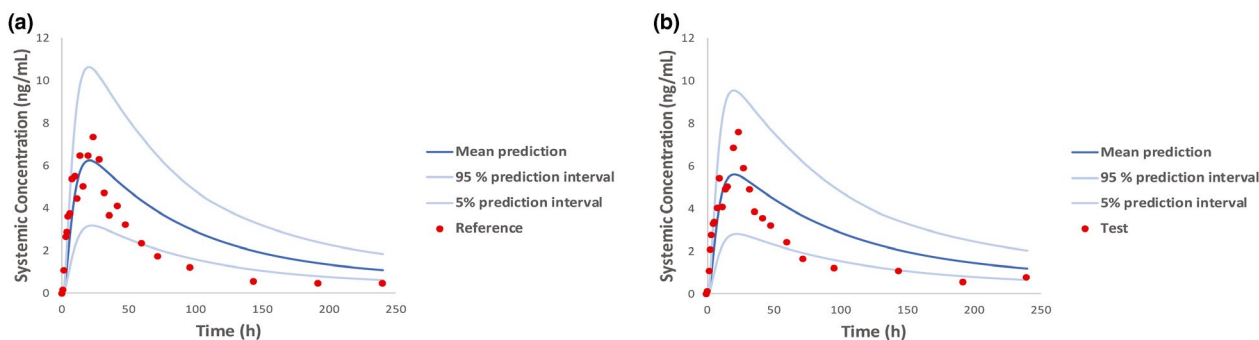 (a)
Systemic Concentration (ng/mL)
12
10
8
6
4
2
0
0 50 100 150 200 250
Time (h)
Mean prediction
95 % prediction interval
5% prediction interval
Reference
(b)
Systemic Concentration (ng/mL)
12
10
8
6
4
2
0
0 50 100 150 200 250
Time (h)
Mean prediction
95 % prediction interval
5% prediction interval
Test